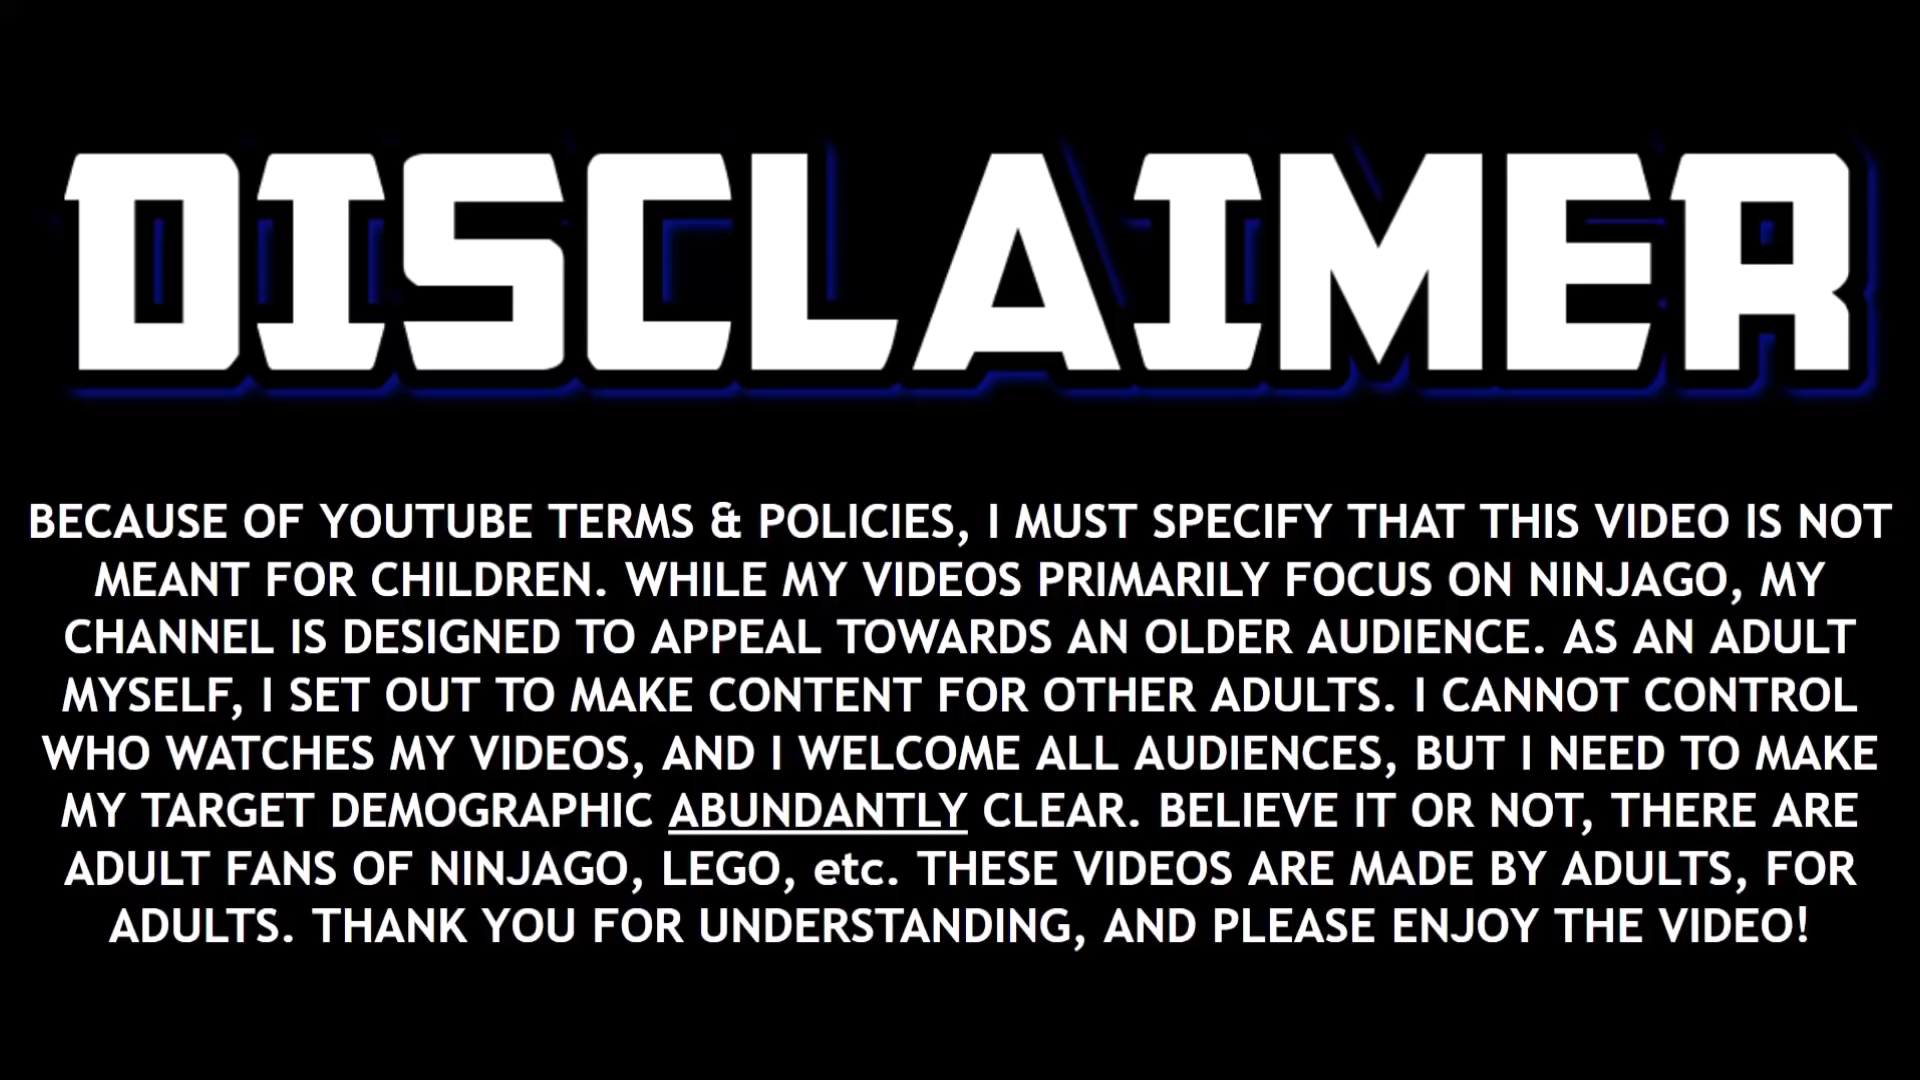 DISCLAIMER
BECAUSE OF YOUTUBE TERMS & POLICIES, I MUST SPECIFY THAT THIS VIDEO IS NOT
MEANT FOR CHILDREN. WHILE MY VIDEOS PRIMARILY FOCUS ON NINJAGO, MY
CHANNEL IS DESIGNED TO APPEAL TOWARDS AN OLDER AUDIENCE. AS AN ADULT
MYSELF, I SET OUT TO MAKE CONTENT FOR OTHER ADULTS. I CANNOT CONTROL
WHO WATCHES MY VIDEOS, AND I WELCOME ALL AUDIENCES, BUT I NEED TO MAKE
MY TARGET DEMOGRAPHIC ABUNDANTLY CLEAR. BELIEVE IT OR NOT, THERE ARE
ADULT FANS OF NINJAGO, LEGO, etc. THESE VIDEOS ARE MADE BY ADULTS, FOR
ADULTS. THANK YOU FOR UNDERSTANDING, AND PLEASE ENJOY THE VIDEO!